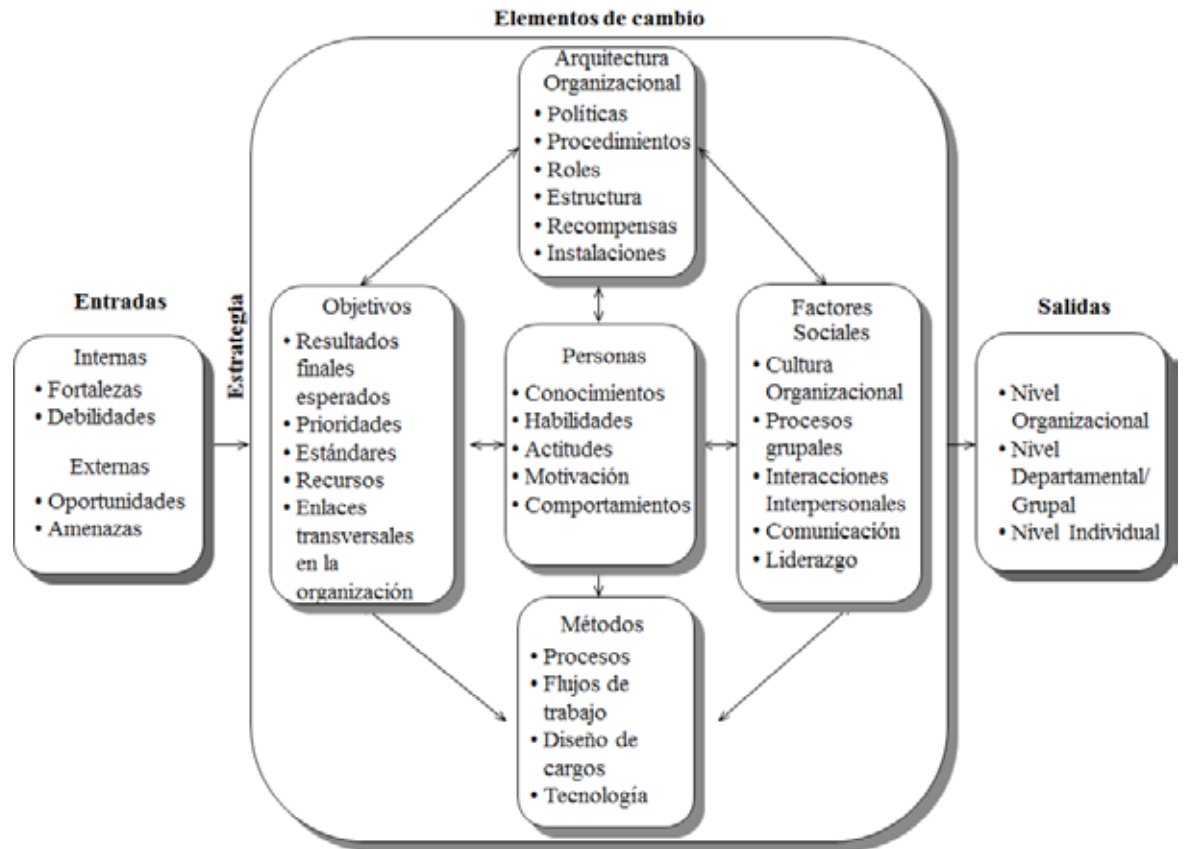 Elementos de cambio
Arquitectura
Organizacional
• Políticas
• Procedimientos
• Roles
• Estructura
• Recompensas
• Instalaciones
Entradas
Internas
• Fortalezas
• Debilidades
Externas
• Oportunidades
• Amenazas
Estrategia
Objetivos
• Resultados
finales
esperados
• Prioridades
• Estándares
• Recursos
• Enlaces
transversales
en la
organización
Personas
• Conocimientos
• Habilidades
• Actitudes
• Motivación
• Comportamientos
Factores
Sociales
• Cultura
Organizacional
• Procesos
grupales
• Interacciones
Interpersonales
• Comunicación
• Liderazgo
Salidas
• Nivel
Organizacional
• Nivel
Departamental/
Grupal
• Nivel Individual
Métodos
• Procesos
• Flujos de
trabajo
• Diseño de
cargos
• Tecnología